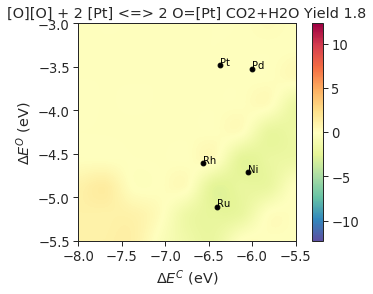 [O][O] + 2 [Pt] <=> 2 O=[Pt] CO2+H2O Yield 1.8
−3.0
−3.5
−4.0
−4.5
−5.0
−5.5
ΔE^O (eV)
Pt
Pd
Rh
Ni
Ru
−8.0 −7.5 −7.0 −6.5 −6.0 −5.5
ΔE^C (eV)
10
5
0
−5
−10